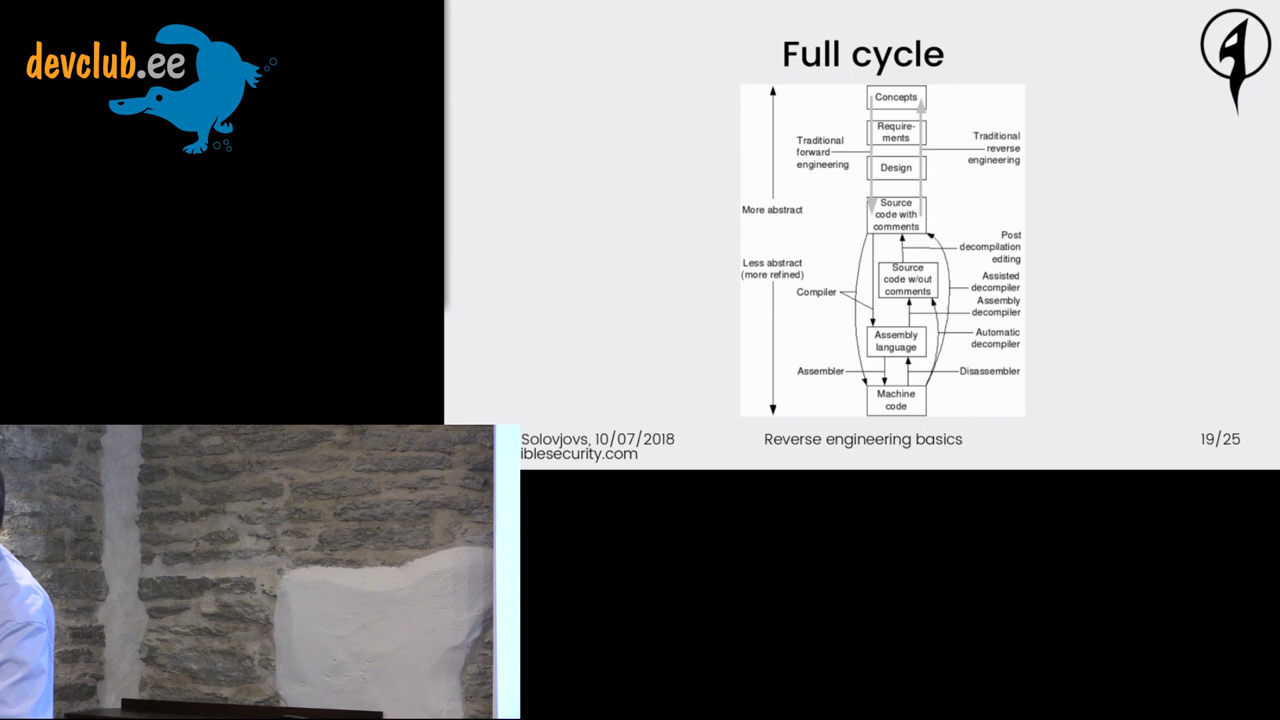 devclub.ee
Full cycle
Concepts
Require-
ments
Traditional
forward
engineering
Traditional
reverse
engineering
Design
More abstract
Source
code with
comments
Post
decompilation
editing
Less abstract
(more refined)
Source
code w/out
comments
Assisted
decompiler
Compiler
Assembly
decompiler
Assembly
language
Automatic
decompiler
Assembler
Disassembler
Machine
code
Solovjovs, 10/07/2018
iblesecurity.com
Reverse engineering basics
19/25